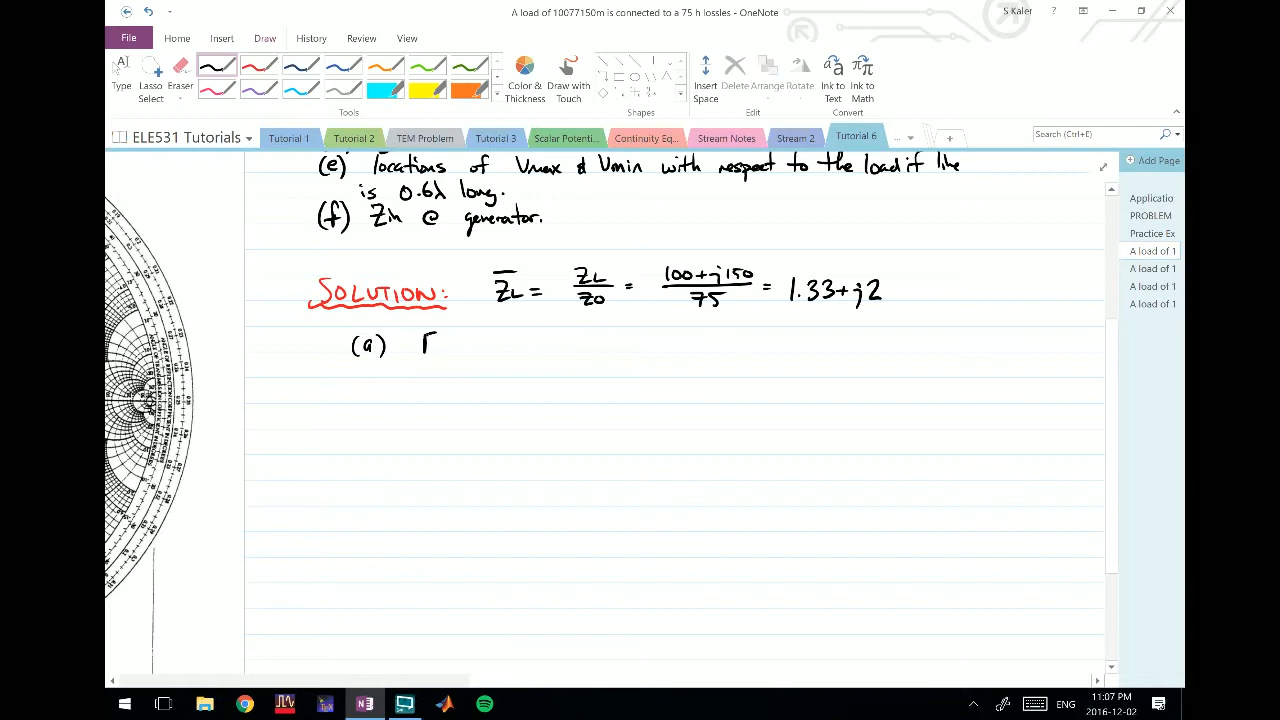 A load of 10077150m is connected to a 75 h lossles - OneNote
S Kaler
File Home Insert Draw History Review View
Type
Lasso Select
Eraser
Color & Thickness
Draw with Touch
Insert Space
Delete
Arrange
Rotate
Ink to Text
Ink to Math
Tools
Shapes
Edit
Convert
ELE531 Tutorials
Tutorial 1
Tutorial 2
TEM Problem
Tutorial 3
Scalar Potenti...
Continuity Eq...
Stream Notes
Stream 2
Tutorial 6
Search (Ctrl+E)
Add Page
Applicatio
PROBLEM
Practice Ex
A load of 1
A load of 1
A load of 1
A load of 1
(e) locations of Vmax & Vmin with respect to the load if line
is 0.6λ long.
(f) Zin @ generator.
SOLUTION: Z̄L = ZL/Z0 = 100+j150/75 = 1.33+j2
(a) Γ
ENG
11:07 PM
2016-12-02